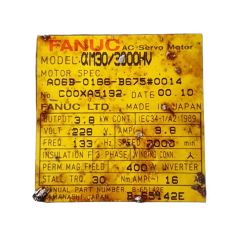 FANUC AC Servo Motor
MODEL αM30/3000HV
MOTOR SPEC.
A06B-0186-B675#0014
No. C00XA5192 DATE 00.10
FANUC LTD MADE IN JAPAN
OUTPUT 3.8 kW CONT. IEC34-1/A2:1989
VOLT 228 V AMP(~) 9.8 A
FREQ. 133 Hz SPEED 2000
INSULATION F 3 PHASE WINDING CONN.
PERM.MAG FIELD 400V INVERTER
STALL TRQ. 30 Nm AMP(~) 16
MANUAL PART NUMBER B-65142E
YAMANASHI JAPAN B-65142E